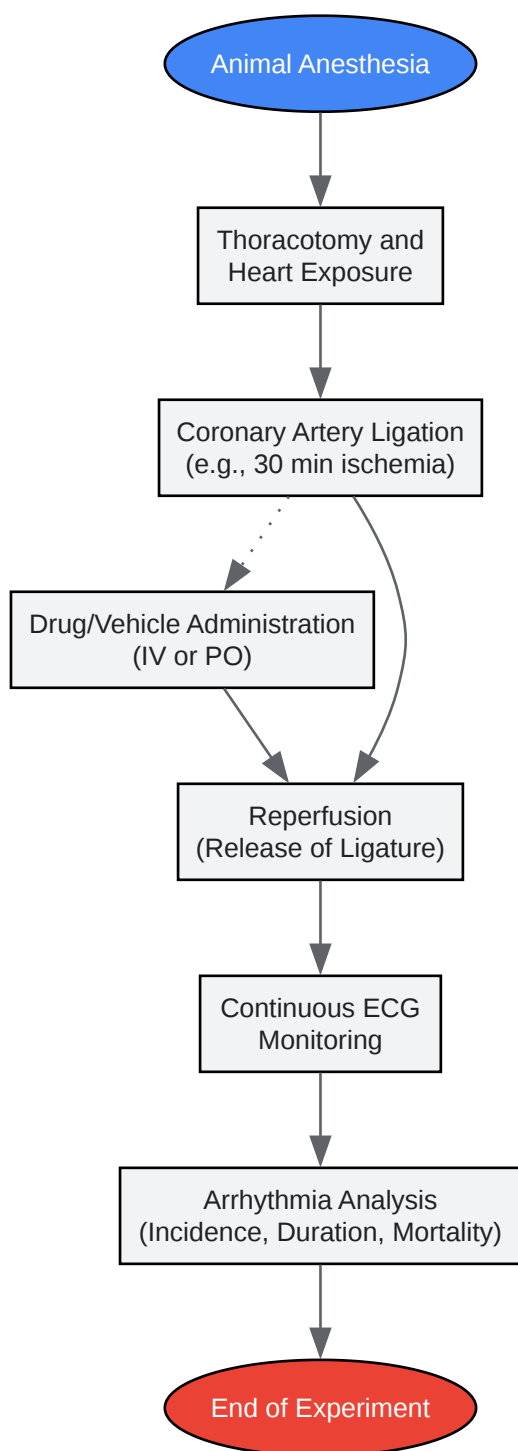 Animal Anesthesia
Thoracotomy and
Heart Exposure
Coronary Artery Ligation
(e.g., 30 min ischemia)
Drug/Vehicle Administration
(IV or PO)
Reperfusion
(Release of Ligature)
Continuous ECG
Monitoring
Arrhythmia Analysis
(Incidence, Duration, Mortality)
End of Experiment